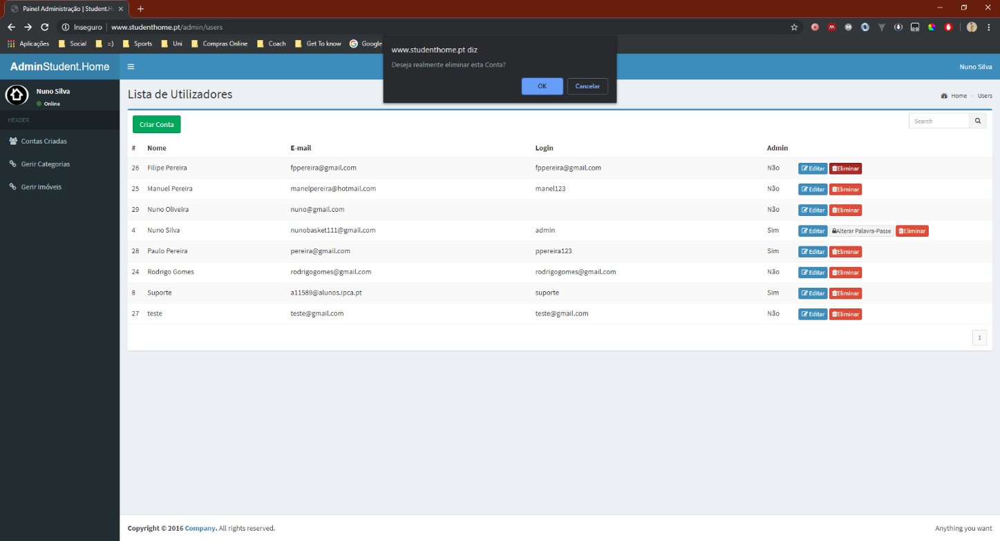 Painel Administração | Student.H
Inseguro www.studenthome.pt/admin/users
Aplicações Social =) Sports Uni Compras Online Coach Get To know Google
www.studenthome.pt diz
Deseja realmente eliminar esta Conta?
OK Cancelar
AdminStudent.Home Nuno Silva
Nuno Silva
Online
HEADER
Contas Criadas
Gerir Categorias
Gerir Imóveis
Lista de Utilizadores Home > Users
Criar Conta Search
# Nome E-mail Login Admin
26 Filipe Pereira fppereira@gmail.com fppereira@gmail.com Não Editar Eliminar
25 Manuel Pereira manelpereira@hotmail.com manel123 Não Editar Eliminar
29 Nuno Oliveira nuno@gmail.com Não Editar Eliminar
4 Nuno Silva nunobasket111@gmail.com admin Sim Editar Alterar Palavra-Passe Eliminar
28 Paulo Pereira pereira@gmail.com ppereira123 Sim Editar Eliminar
24 Rodrigo Gomes rodrigogomes@gmail.com rodrigogomes@gmail.com Não Editar Eliminar
8 Suporte a11589@alunos.ipca.pt suporte Sim Editar Eliminar
27 teste teste@gmail.com teste@gmail.com Não Editar Eliminar
1
Copyright © 2016 Company. All rights reserved. Anything you want